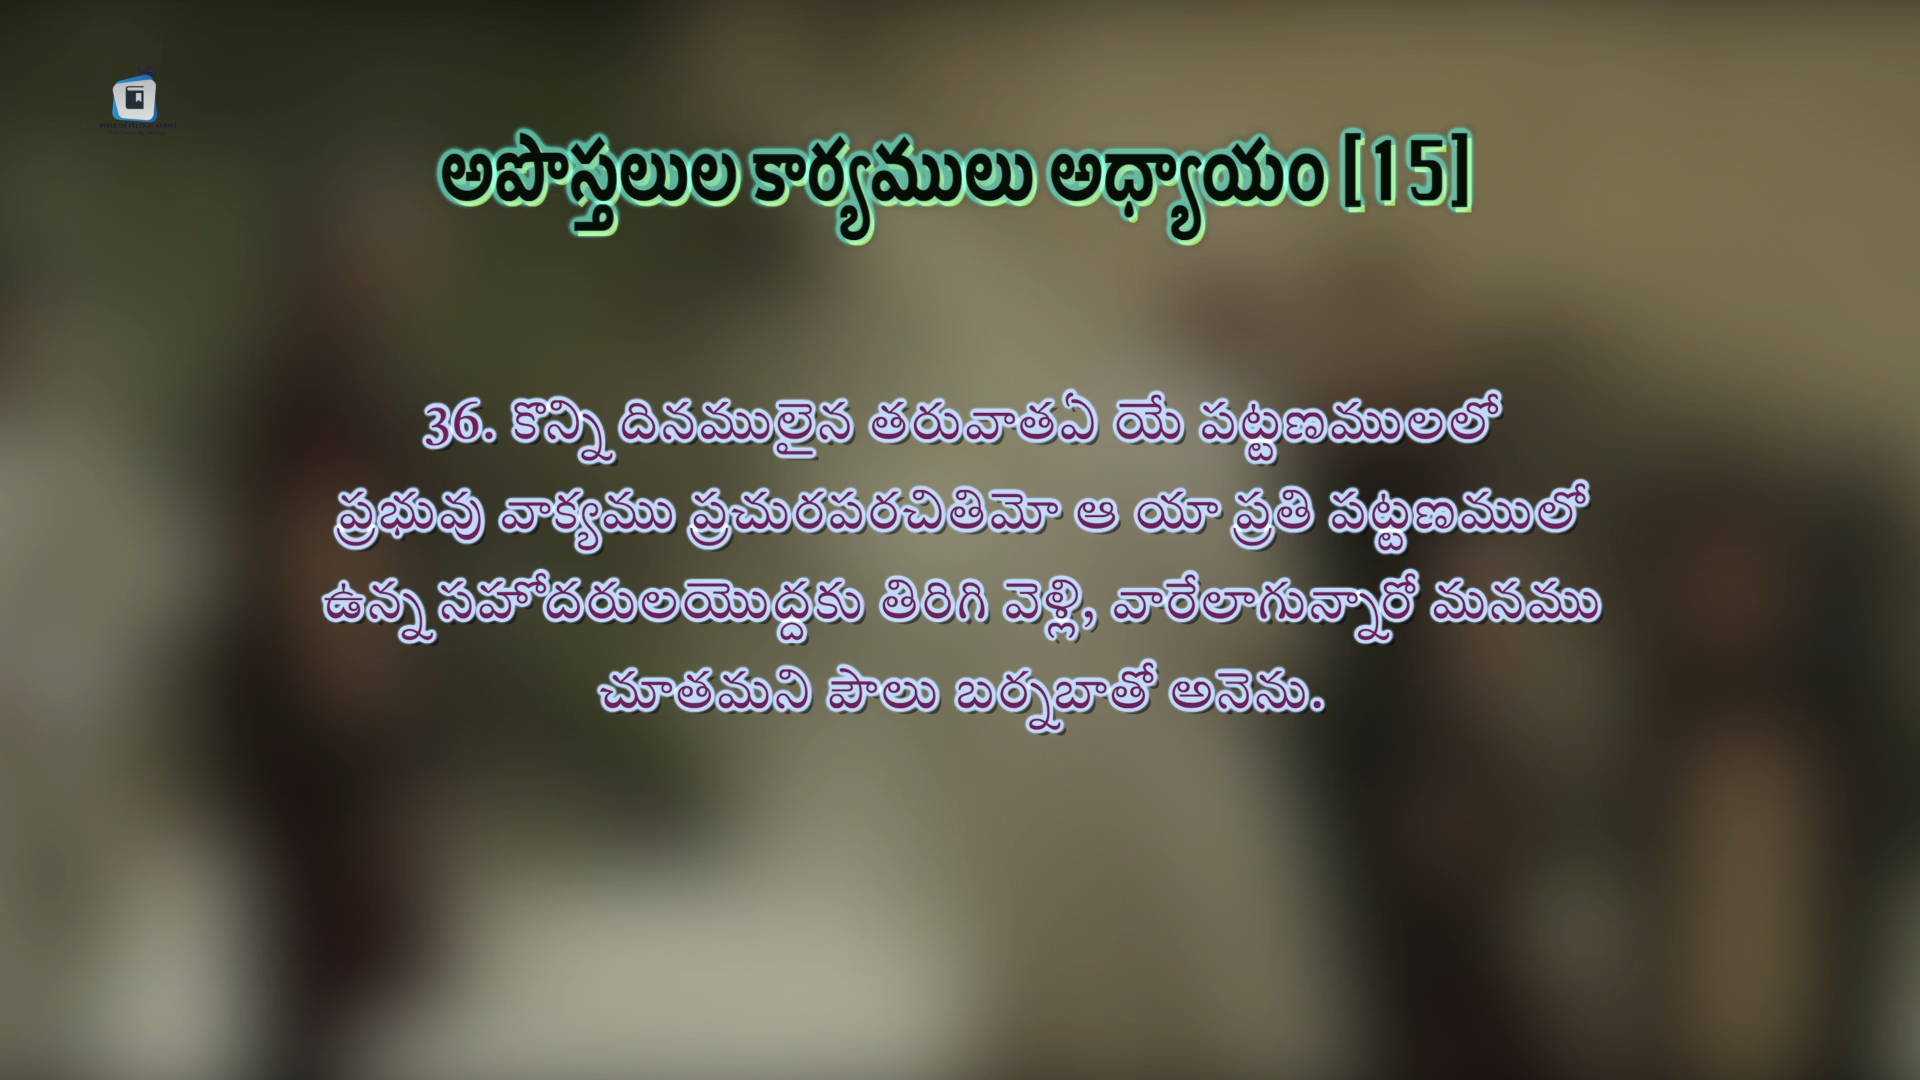 అపొస్తలుల కార్యములు అధ్యాయం [15]
36. కొన్ని దినములైన తరువాతఏ యే పట్టణములలో
ప్రభువు వాక్యము ప్రచురపరచితిమో ఆ యా ప్రతి పట్టణములో
ఉన్న సహోదరులయొద్దకు తిరిగి వెళ్లి, వారేలాగున్నారో మనము
చూతమని పౌలు బర్నబాతో అనెను.